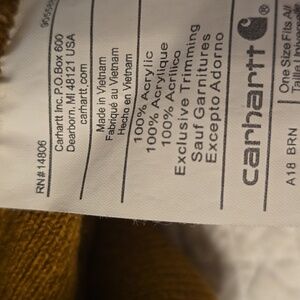 carhartt
One Size Fits All
A18 BRN
100% Acrylic
100% Acrylique
100% Acrílico
Exclusive Trimming
Sauf Garnitures
Excepto Adorno
Made in Vietnam
Fabriqué au Vietnam
Hecho en Vietnam
Carhartt Inc. P.O. Box 600
Dearborn, MI 48121 USA
carhartt.com
RN#14806